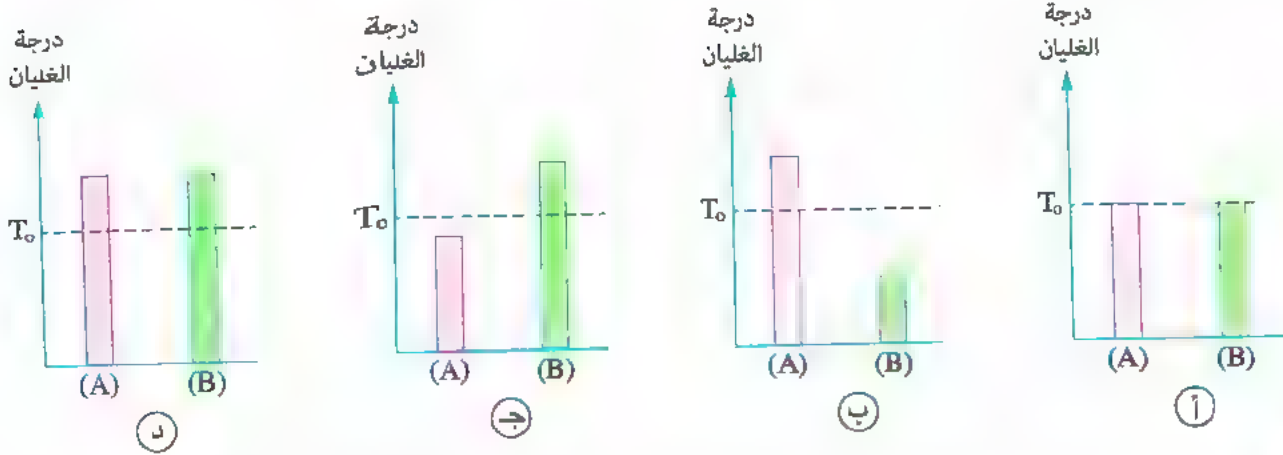 درجة
الغليان
T₀
(A) (B)
أ
درجة
الغليان
T₀
(A) (B)
ب
درجة
الغليان
T₀
(A) (B)
جـ
درجة
الغليان
T₀
(A) (B)
د